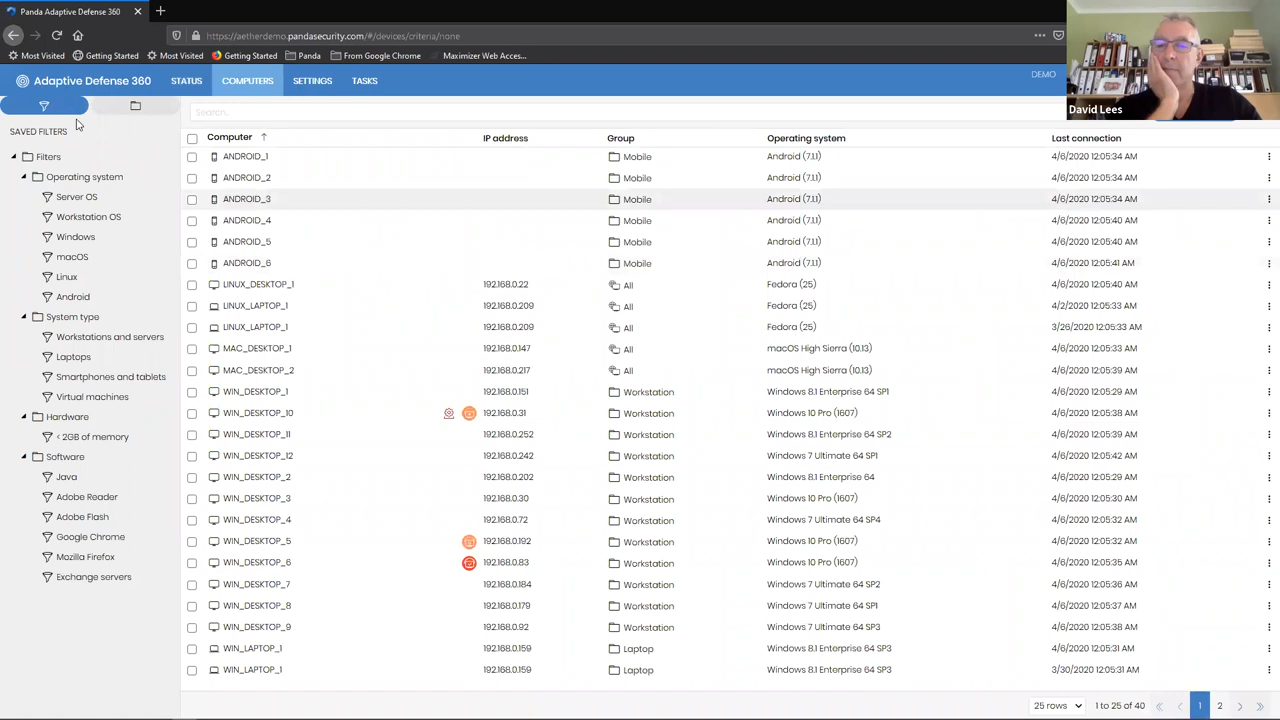 Panda Adaptive Defense 360
https://aetherdemo.pandasecurity.com/#/devices/criteria/none
Most Visited Getting Started Most Visited Getting Started Panda From Google Chrome Maximizer Web Acces...
Adaptive Defense 360 STATUS COMPUTERS SETTINGS TASKS DEMO
David Lees
SAVED FILTERS
Filters
Operating system
Server OS
Workstation OS
Windows
macOS
Linux
Android
System type
Workstations and servers
Laptops
Smartphones and tablets
Virtual machines
Hardware
< 2GB of memory
Software
Java
Adobe Reader
Adobe Flash
Google Chrome
Mozilla Firefox
Exchange servers
Search...
Computer IP address Group Operating system Last connection
ANDROID_1 Mobile Android (7.1.1) 4/6/2020 12:05:34 AM
ANDROID_2 Mobile Android (7.1.1) 4/6/2020 12:05:34 AM
ANDROID_3 Mobile Android (7.1.1) 4/6/2020 12:05:34 AM
ANDROID_4 Mobile Android (7.1.1) 4/6/2020 12:05:40 AM
ANDROID_5 Mobile Android (7.1.1) 4/6/2020 12:05:40 AM
ANDROID_6 Mobile Android (7.1.1) 4/6/2020 12:05:41 AM
LINUX_DESKTOP_1 192.168.0.22 All Fedora (25) 4/6/2020 12:05:40 AM
LINUX_LAPTOP_1 192.168.0.209 All Fedora (25) 4/2/2020 12:05:33 AM
LINUX_LAPTOP_1 192.168.0.209 All Fedora (25) 3/26/2020 12:05:33 AM
MAC_DESKTOP_1 192.168.0.147 All macOS High Sierra (10.13) 4/6/2020 12:05:33 AM
MAC_DESKTOP_2 192.168.0.217 All macOS High Sierra (10.13) 4/6/2020 12:05:39 AM
WIN_DESKTOP_1 192.168.0.151 Workstation Windows 8.1 Enterprise 64 SP1 4/6/2020 12:05:29 AM
WIN_DESKTOP_10 192.168.0.31 Workstation Windows 10 Pro (1607) 4/6/2020 12:05:38 AM
WIN_DESKTOP_11 192.168.0.252 Workstation Windows 8.1 Enterprise 64 SP2 4/6/2020 12:05:39 AM
WIN_DESKTOP_12 192.168.0.242 Workstation Windows 7 Ultimate 64 SP1 4/6/2020 12:05:42 AM
WIN_DESKTOP_2 192.168.0.202 Workstation Windows 8.1 Enterprise 64 4/6/2020 12:05:29 AM
WIN_DESKTOP_3 192.168.0.30 Workstation Windows 10 Pro (1607) 4/6/2020 12:05:30 AM
WIN_DESKTOP_4 192.168.0.72 Workstation Windows 7 Ultimate 64 SP4 4/6/2020 12:05:32 AM
WIN_DESKTOP_5 192.168.0.192 Workstation Windows 10 Pro (1607) 4/6/2020 12:05:32 AM
WIN_DESKTOP_6 192.168.0.83 Workstation Windows 10 Pro (1607) 4/6/2020 12:05:35 AM
WIN_DESKTOP_7 192.168.0.184 Workstation Windows 7 Ultimate 64 SP2 4/6/2020 12:05:36 AM
WIN_DESKTOP_8 192.168.0.179 Workstation Windows 7 Ultimate 64 SP1 4/6/2020 12:05:37 AM
WIN_DESKTOP_9 192.168.0.92 Workstation Windows 7 Ultimate 64 SP3 4/6/2020 12:05:38 AM
WIN_LAPTOP_1 192.168.0.159 Laptop Windows 8.1 Enterprise 64 SP3 4/6/2020 12:05:31 AM
WIN_LAPTOP_1 192.168.0.159 Laptop Windows 8.1 Enterprise 64 SP3 3/30/2020 12:05:31 AM
25 rows 1 to 25 of 40 1 2